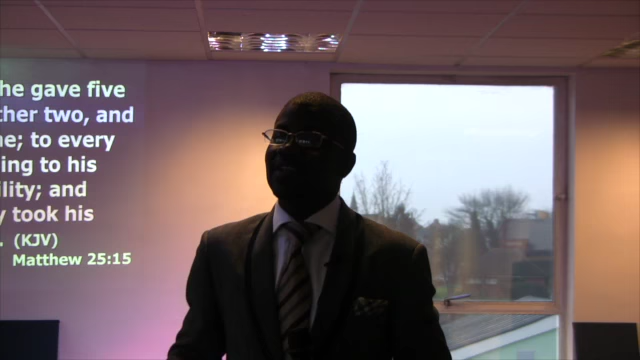 he gave five
ther two, and
ne; to every
ing to his
ility; and
y took his
. (KJV)
Matthew 25:15